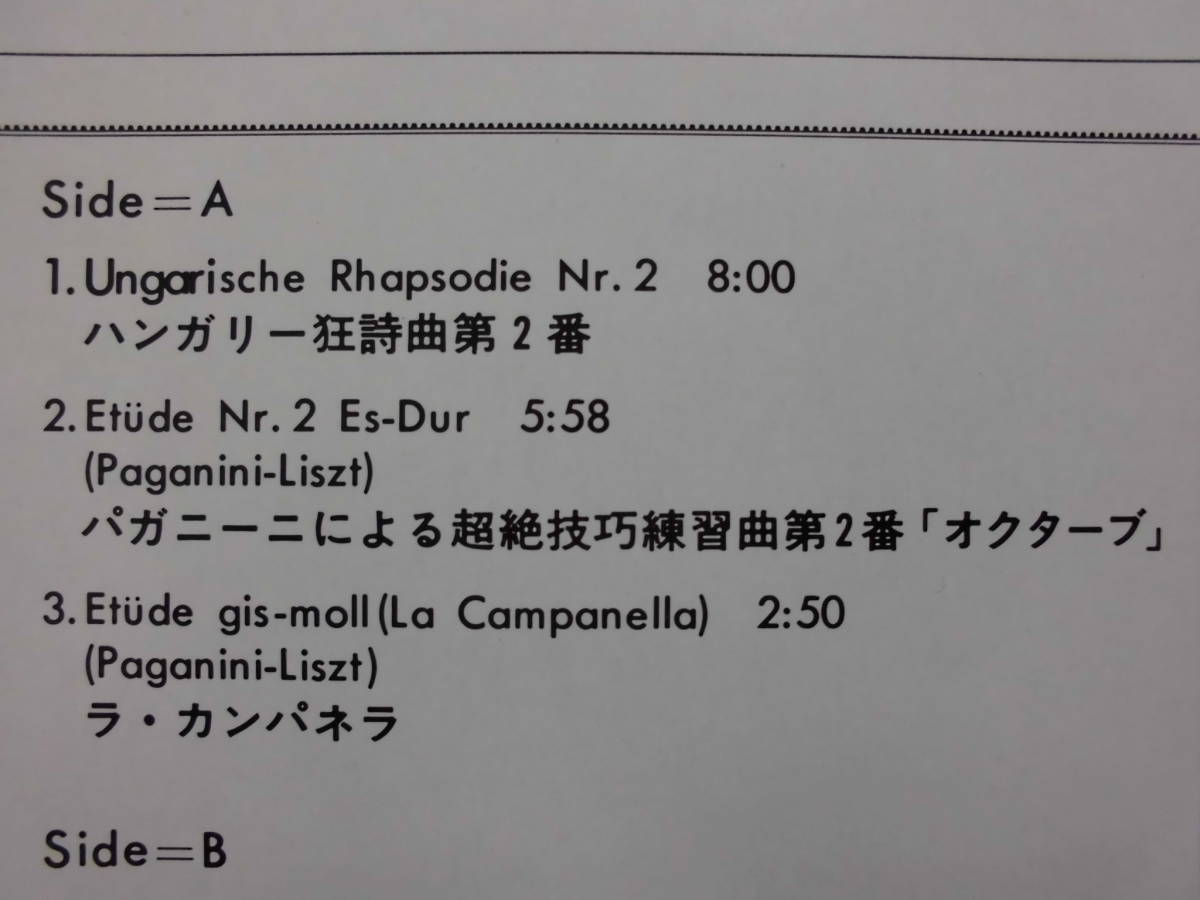 Side=A
1. Ungarische Rhapsodie Nr. 2 8:00
ハンガリー狂詩曲第2番
2. Etüde Nr. 2 Es-Dur 5:58
(Paganini-Liszt)
パガニーニによる超絶技巧練習曲第2番「オクターブ」
3. Etüde gis-moll (La Campanella) 2:50
(Paganini-Liszt)
ラ・カンパネラ
Side=B